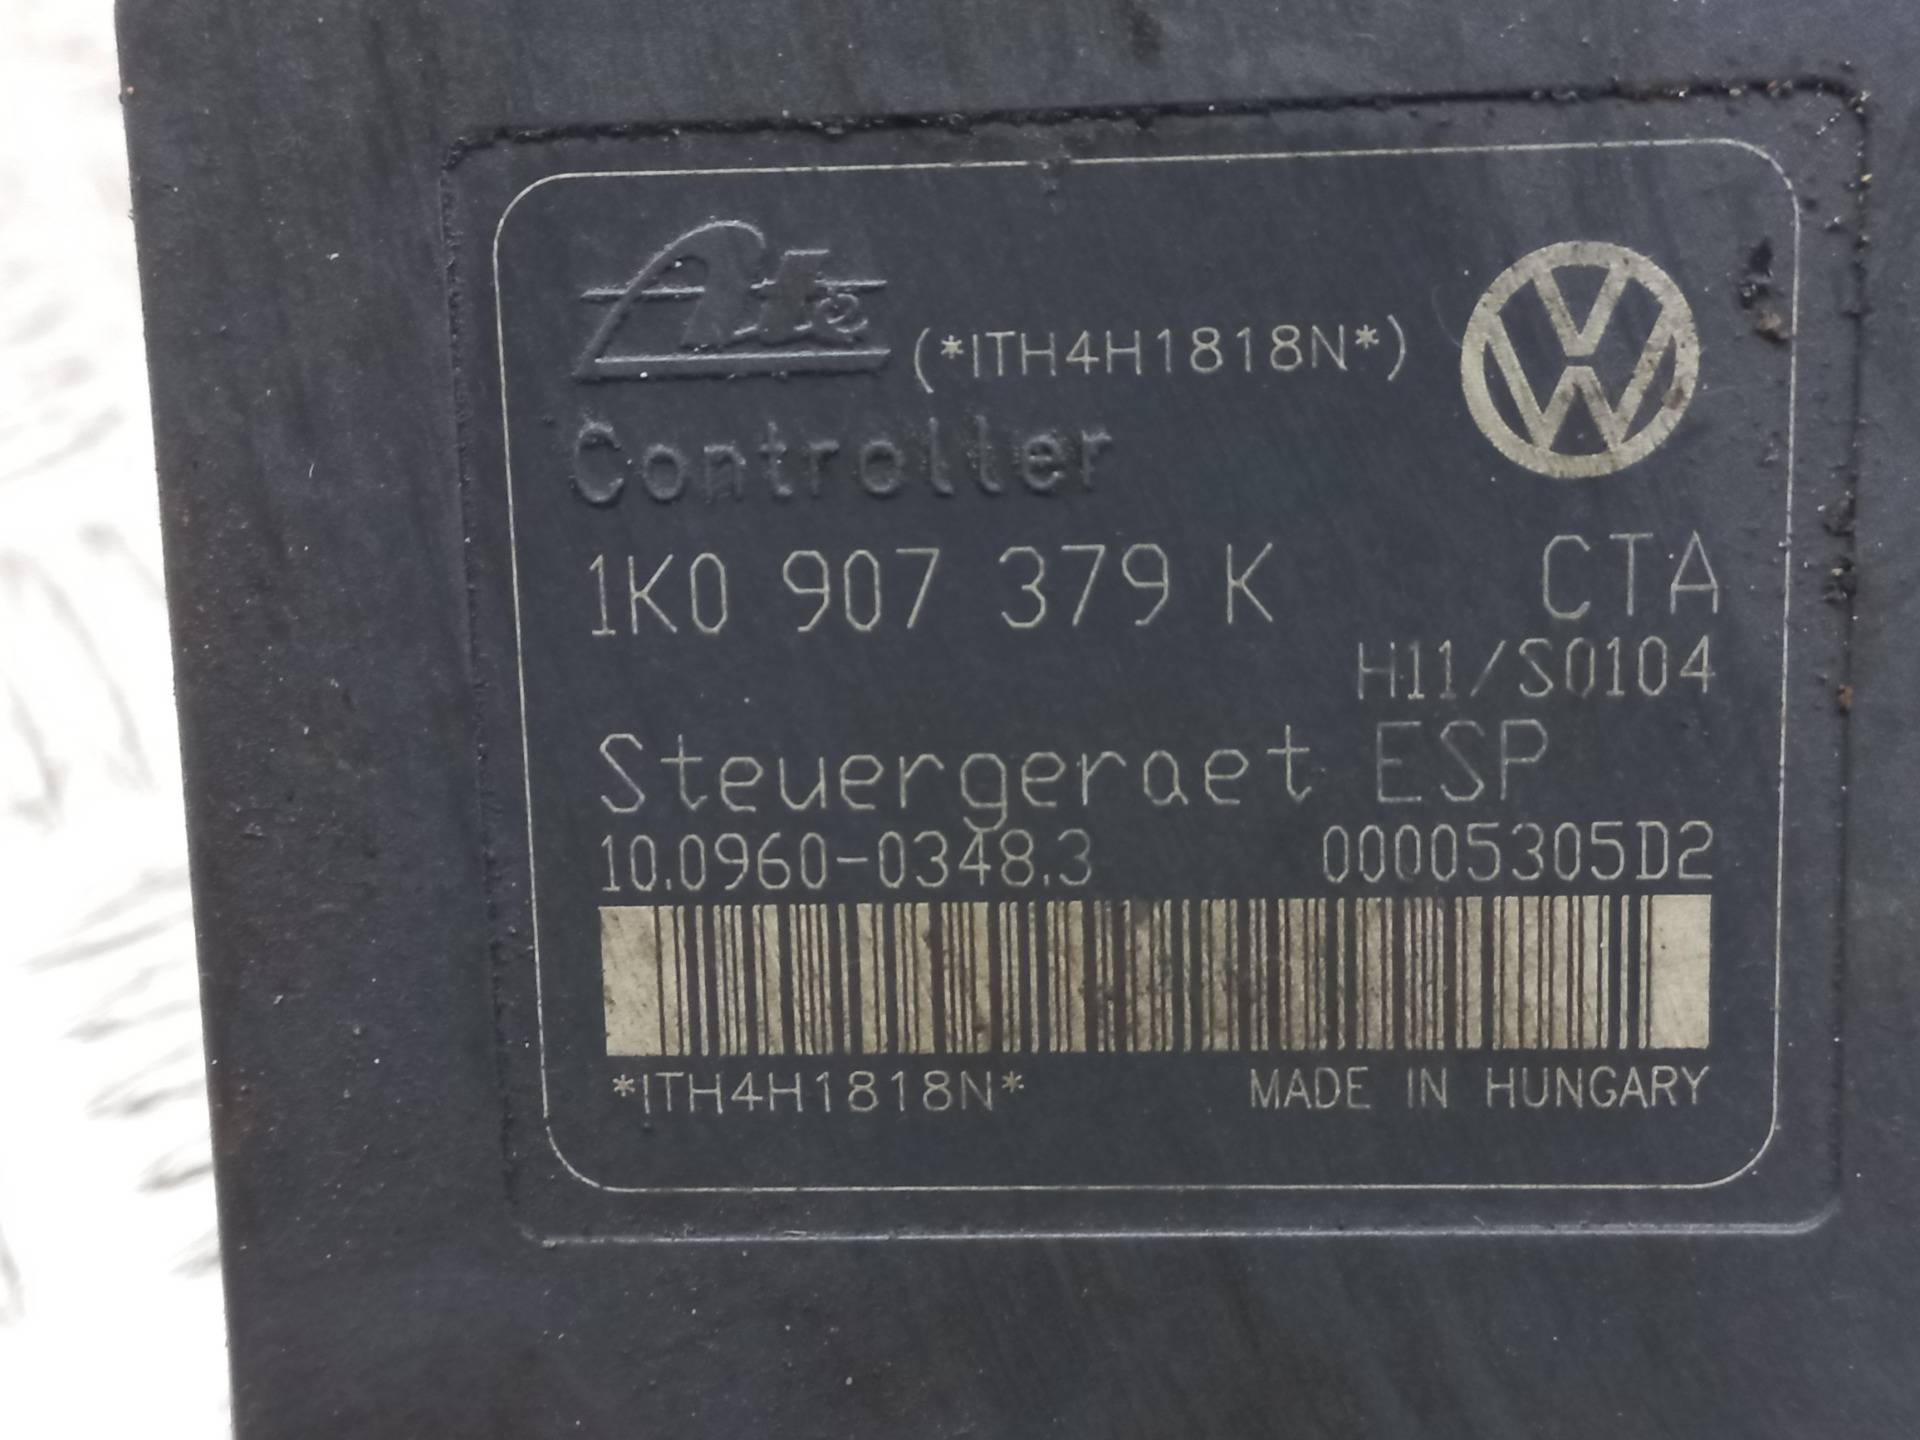 Ate (*ITH4H1818N*)
Controller
1K0 907 379 K CTA
H11/S0104
Steuergeraet ESP
10.0960-0348.3 00005305D2
*ITH4H1818N* MADE IN HUNGARY